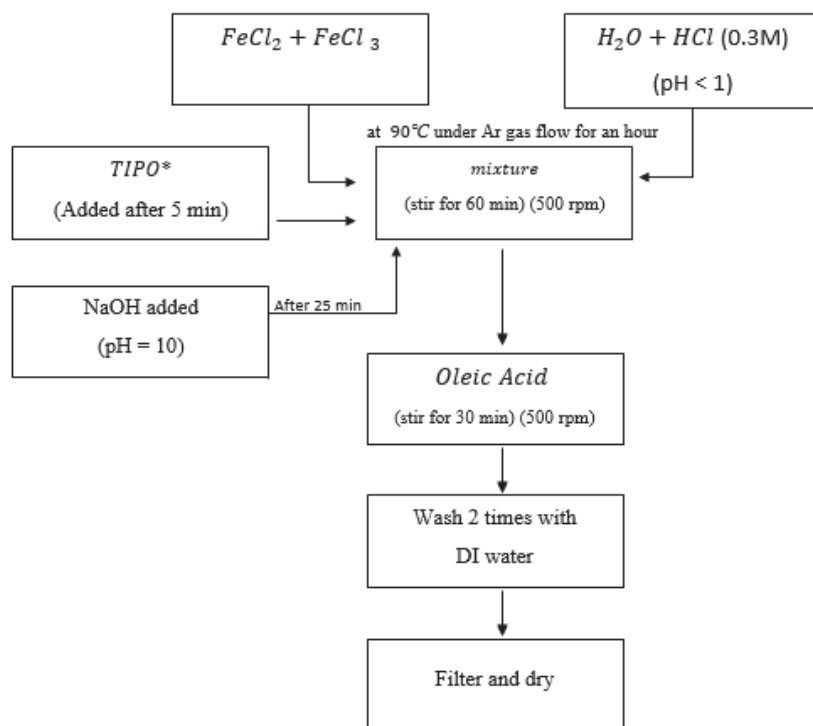 FeCl₂ + FeCl ₃
H₂O + HCl (0.3M)
(pH < 1)
at 90℃ under Ar gas flow for an hour
TIPO*
(Added after 5 min)
mixture
(stir for 60 min) (500 rpm)
NaOH added
(pH = 10)
After 25 min
Oleic Acid
(stir for 30 min) (500 rpm)
Wash 2 times with
DI water
Filter and dry